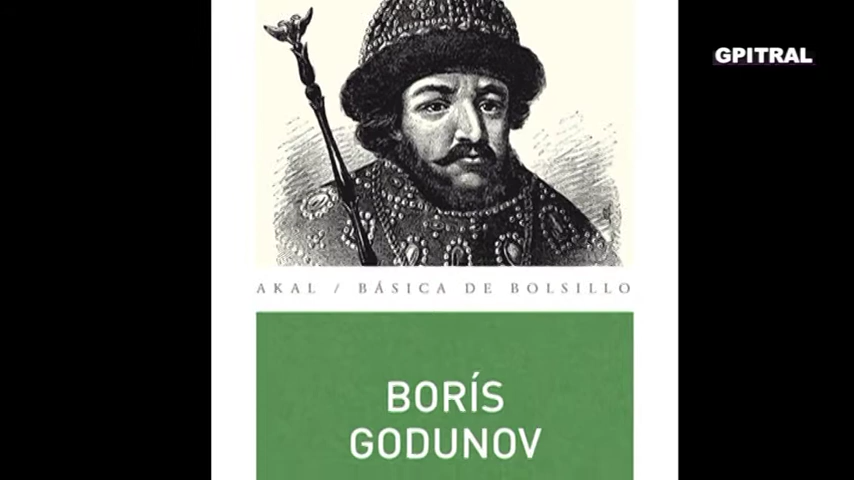 GPITRAL
AKAL / BÁSICA DE BOLSILLO
BORÍS
GODUNOV